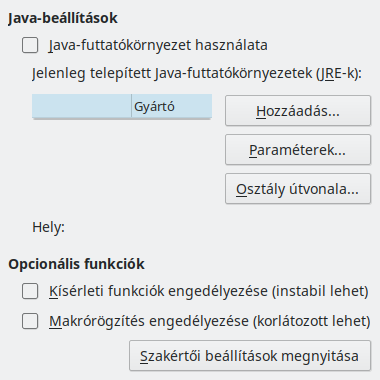 Java-beállítások
Java-futtatókörnyezet használata
Jelenleg telepített Java-futtatókörnyezetek (JRE-k):
Gyártó
Hozzáadás...
Paraméterek...
Osztály útvonala...
Hely:
Opcionális funkciók
Kísérleti funkciók engedélyezése (instabil lehet)
Makrórögzítés engedélyezése (korlátozott lehet)
Szakértői beállítások megnyitása